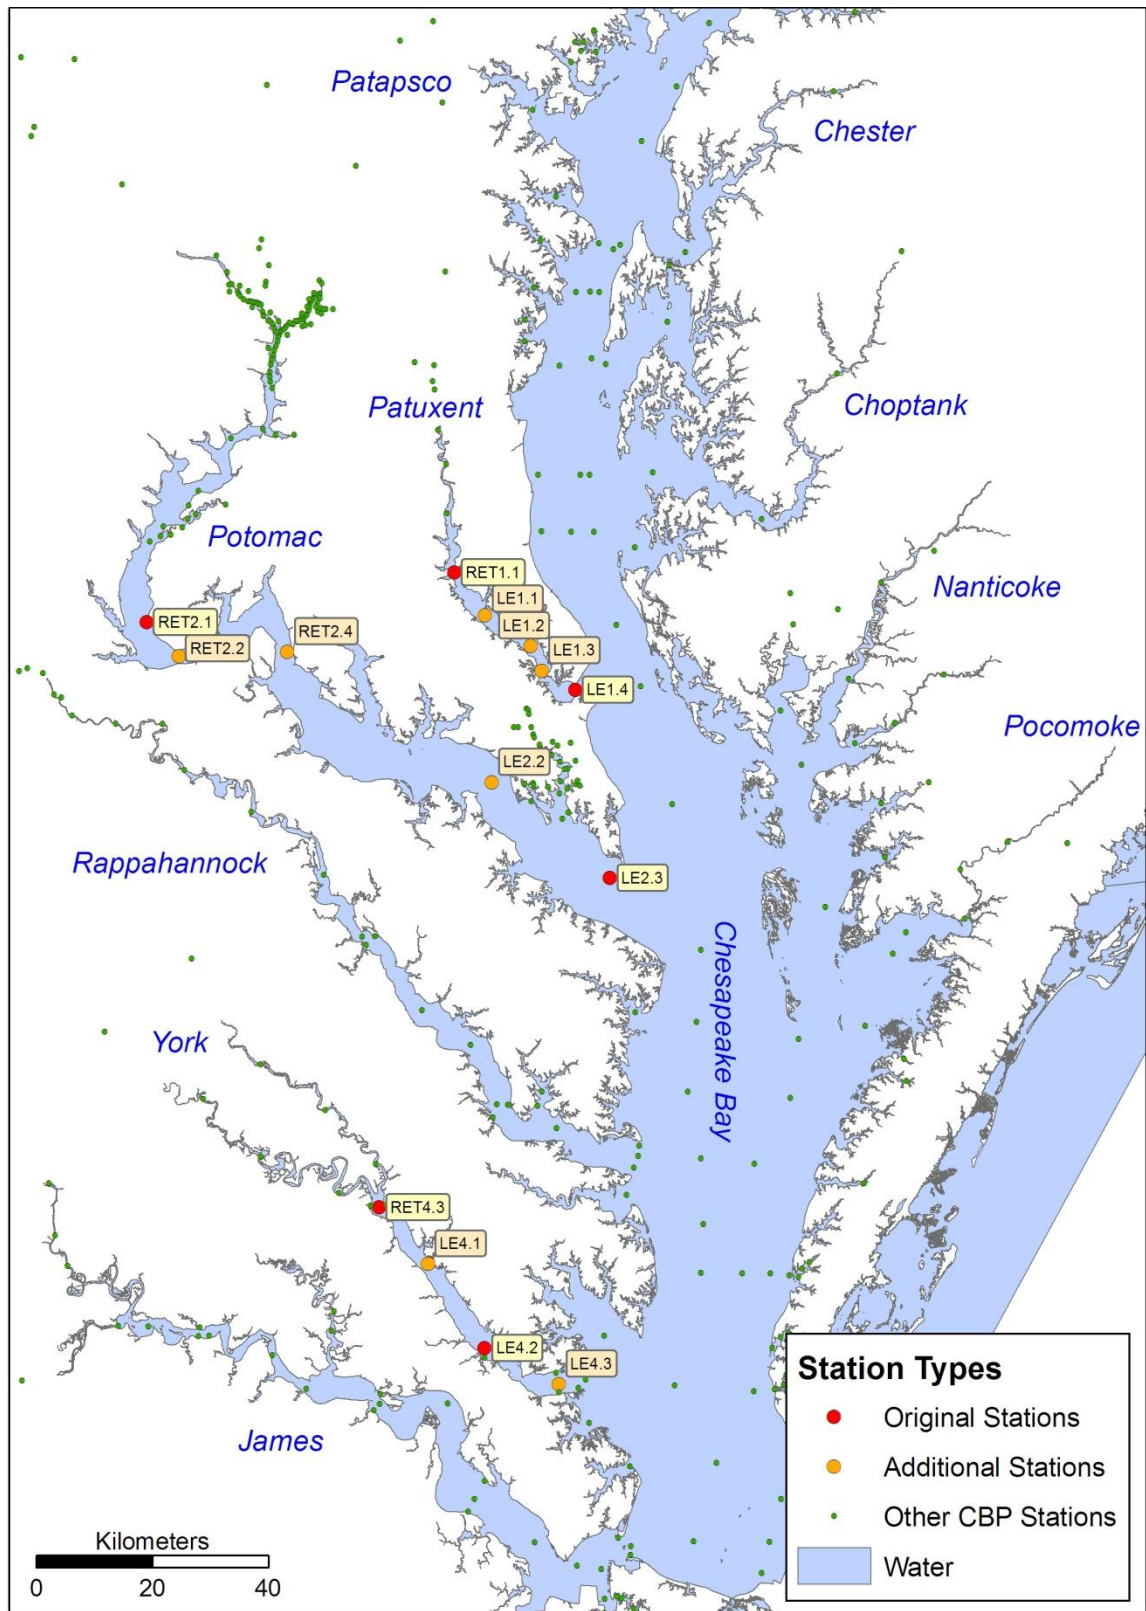 Patapsco
Chester
Patuxent
Choptank
Potomac
Nanticoke
RET1.1
LE1.1
RET2.1
LE1.2
RET2.4
RET2.2
LE1.3
LE1.4
Pocomoke
LE2.2
Rappahannock
LE2.3
Chesapeake Bay
York
RET4.3
LE4.1
LE4.2
LE4.3
James
Station Types
Original Stations
Additional Stations
Other CBP Stations
Water
Kilometers
0 20 40